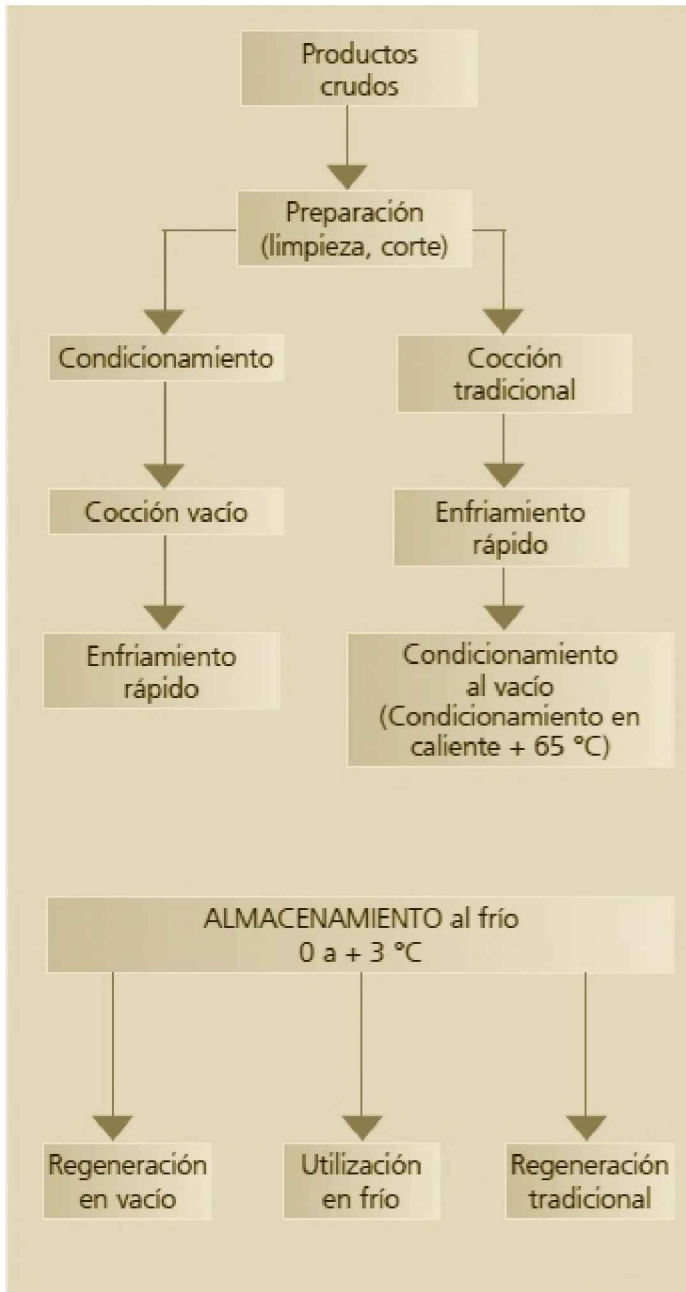 Productos
crudos
Preparación
(limpieza, corte)
Condicionamiento
Cocción
tradicional
Cocción vacío
Enfriamiento
rápido
Enfriamiento
rápido
Condicionamiento
al vacío
(Condicionamiento en
caliente + 65 °C)
ALMACENAMIENTO al frío
0 a + 3 °C
Regeneración
en vacío
Utilización
en frío
Regeneración
tradicional